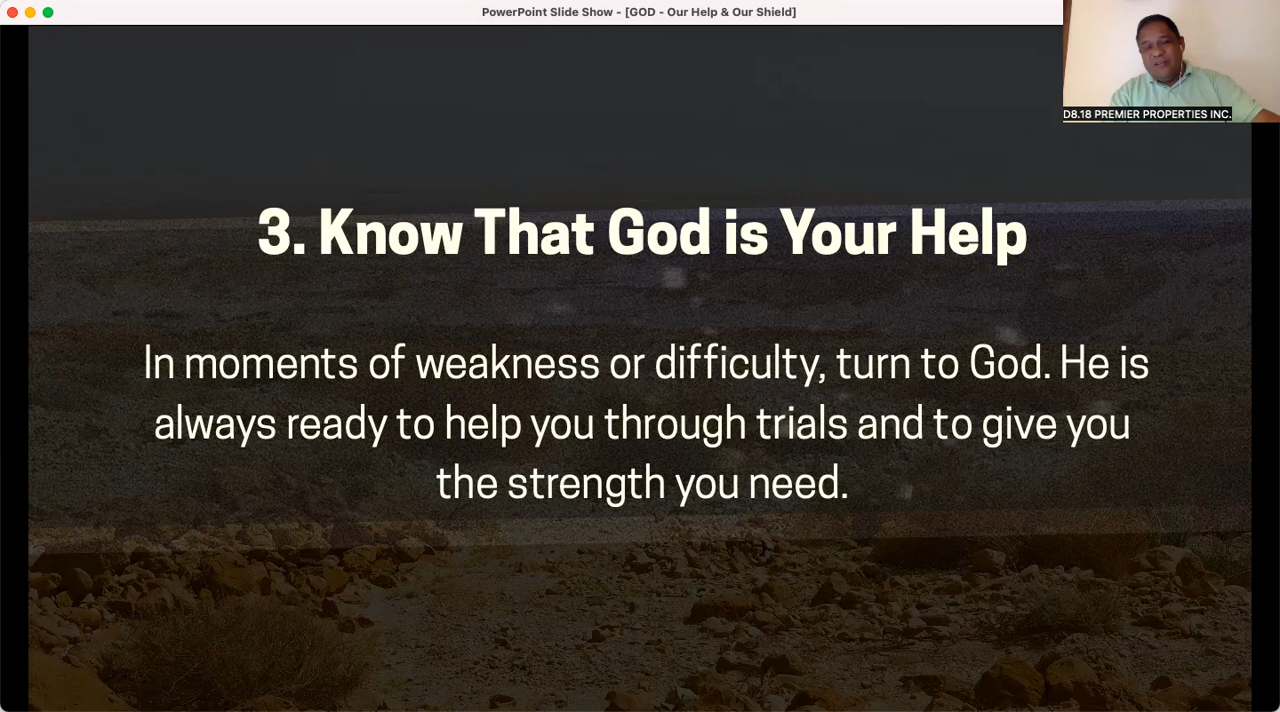 PowerPoint Slide Show - [GOD - Our Help & Our Shield]
D8.18 PREMIER PROPERTIES INC.
3. Know That God is Your Help
In moments of weakness or difficulty, turn to God. He is
always ready to help you through trials and to give you
the strength you need.